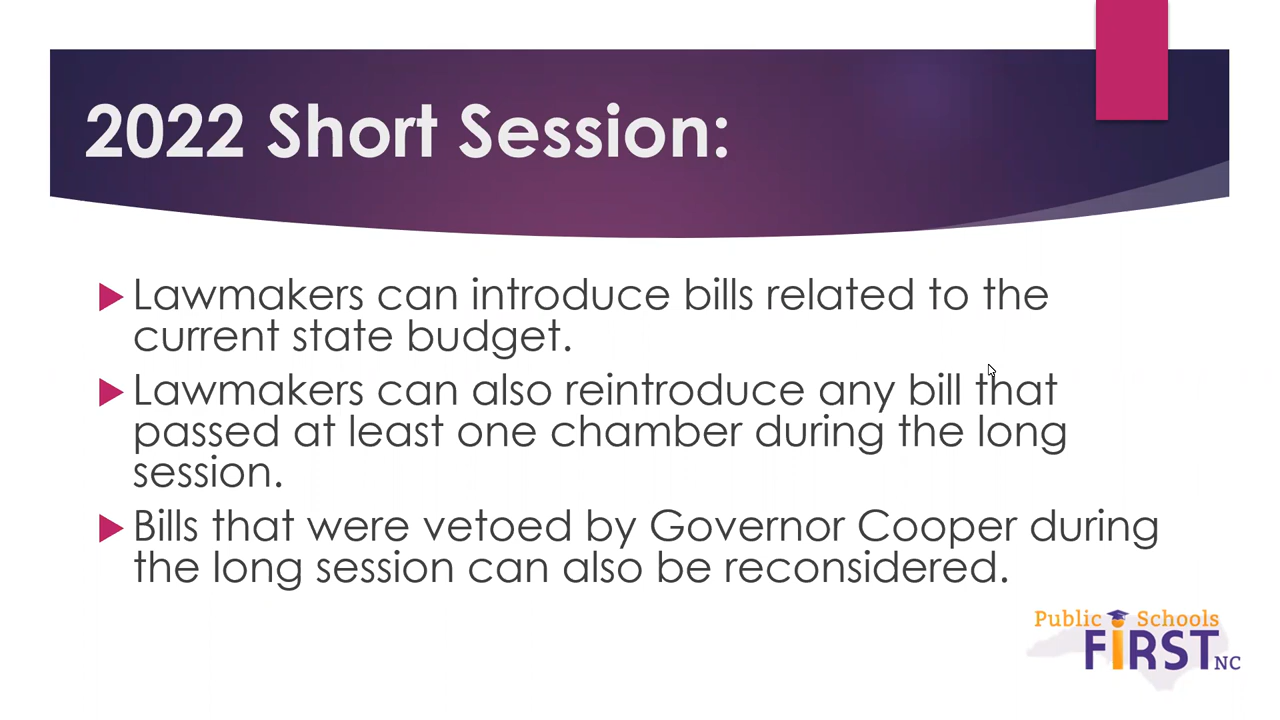 2022 Short Session:
Lawmakers can introduce bills related to the
current state budget.
Lawmakers can also reintroduce any bill that
passed at least one chamber during the long
session.
Bills that were vetoed by Governor Cooper during
the long session can also be reconsidered.
Public Schools
FiRST NC